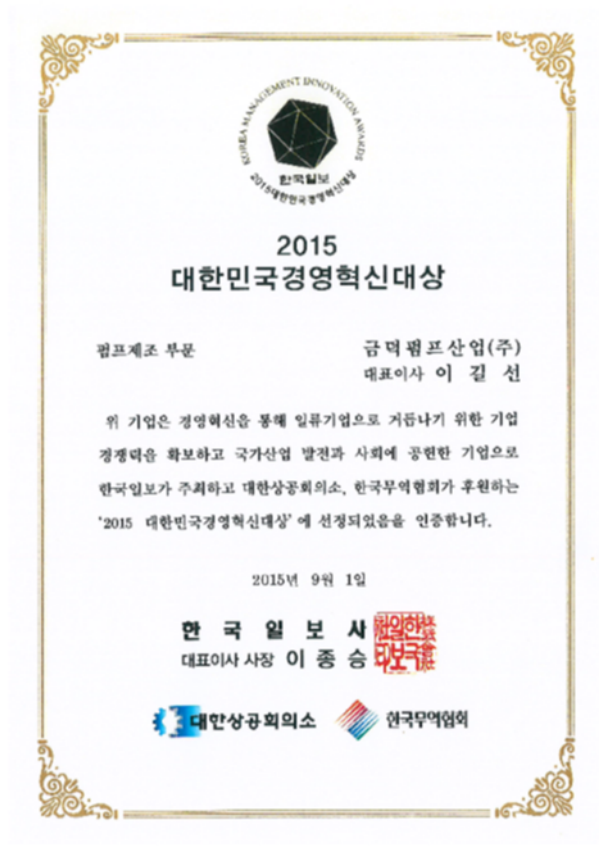 KOREA MANAGEMENT INNOVATION AWARDS
한국일보
2015대한민국경영혁신대상
2015
대한민국경영혁신대상
펌프제조 부문
금덕펌프산업(주)
대표이사 이 길 선
위 기업은 경영혁신을 통해 일류기업으로 거듭나기 위한 기업
경쟁력을 확보하고 국가산업 발전과 사회에 공헌한 기업으로
한국일보가 주최하고 대한상공회의소, 한국무역협회가 후원하는
'2015 대한민국경영혁신대상'에 선정되었음을 인증합니다.
2015년 9월 1일
한 국 일 보 사
대표이사 사장 이 종 승
대한상공회의소
한국무역협회